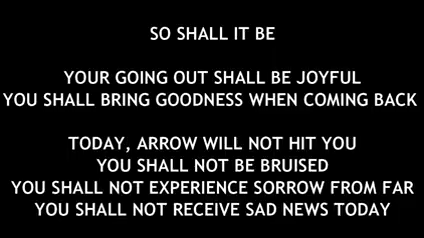 SO SHALL IT BE
YOUR GOING OUT SHALL BE JOYFUL
YOU SHALL BRING GOODNESS WHEN COMING BACK
TODAY, ARROW WILL NOT HIT YOU
YOU SHALL NOT BE BRUISED
YOU SHALL NOT EXPERIENCE SORROW FROM FAR
YOU SHALL NOT RECEIVE SAD NEWS TODAY